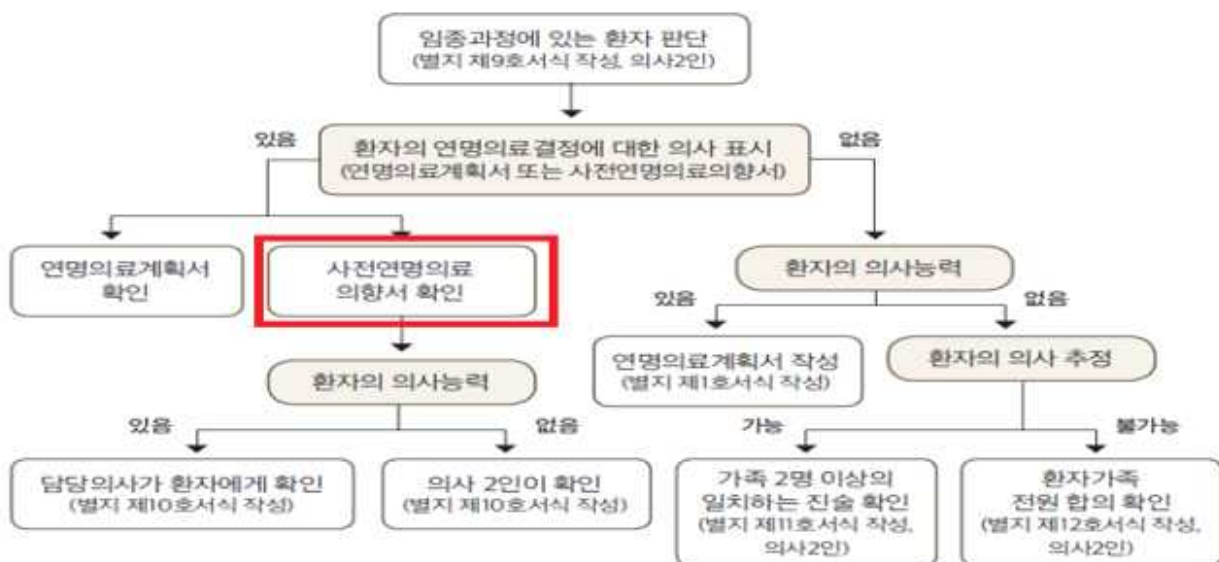 임종과정에 있는 환자 판단
(별지 제9호서식 작성, 의사2인)
있음
환자의 연명의료결정에 대한 의사 표시
(연명의료계획서 또는 사전연명의료의향서)
없음
연명의료계획서
확인
사전연명의료
의향서 확인
환자의 의사능력
있음
없음
연명의료계획서 작성
(별지 제1호서식 작성)
환자의 의사 추정
환자의 의사능력
있음
없음
가능
불가능
담당의사가 환자에게 확인
(별지 제10호서식 작성)
의사 2인이 확인
(별지 제10호서식 작성)
가족 2명 이상의
일치하는 진술 확인
(별지 제11호서식 작성,
의사2인)
환자가족
전원 합의 확인
(별지 제12호서식 작성,
의사2인)